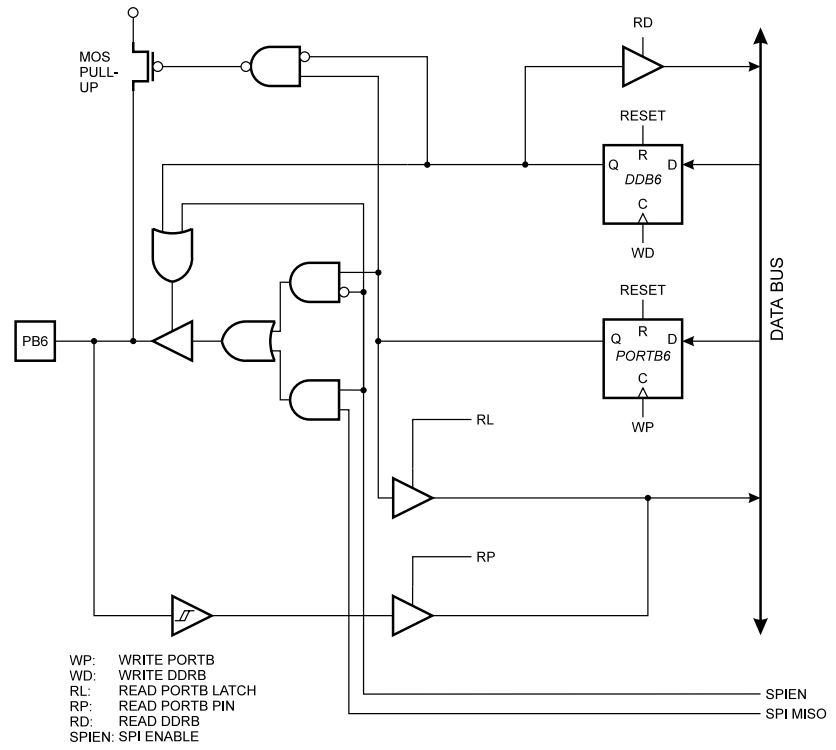 RD
MOS
PULL-
UP
RESET
R
Q
D
DDB6
C
WD
DATA BUS
RESET
PB6
R
Q
D
PORTB6
C
WP
RL
RP
WP: WRITE PORTB
WD: WRITE DDRB
RL: READ PORTB LATCH
RP: READ PORTB PIN
RD: READ DDRB
SPIEN: SPI ENABLE
SPIEN
SPI MISO